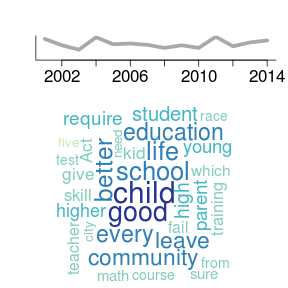 2002 2006 2010 2014
require student race
five need education
Act better life young
test kid
give school which
skill child high parent training
higher good
teacher city every fail leave
community from
math course sure